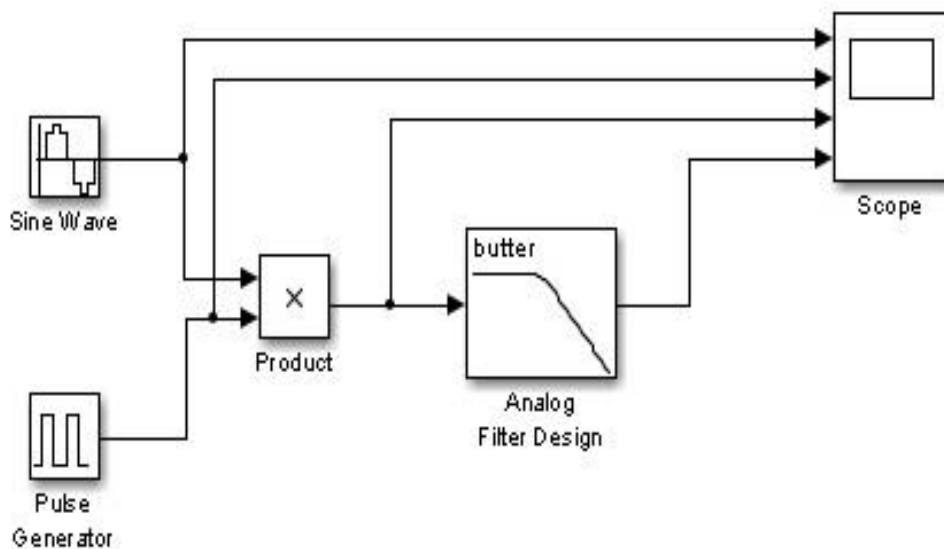 Sine Wave
Scope
butter
×
Product
Analog
Filter Design
Pulse
Generator